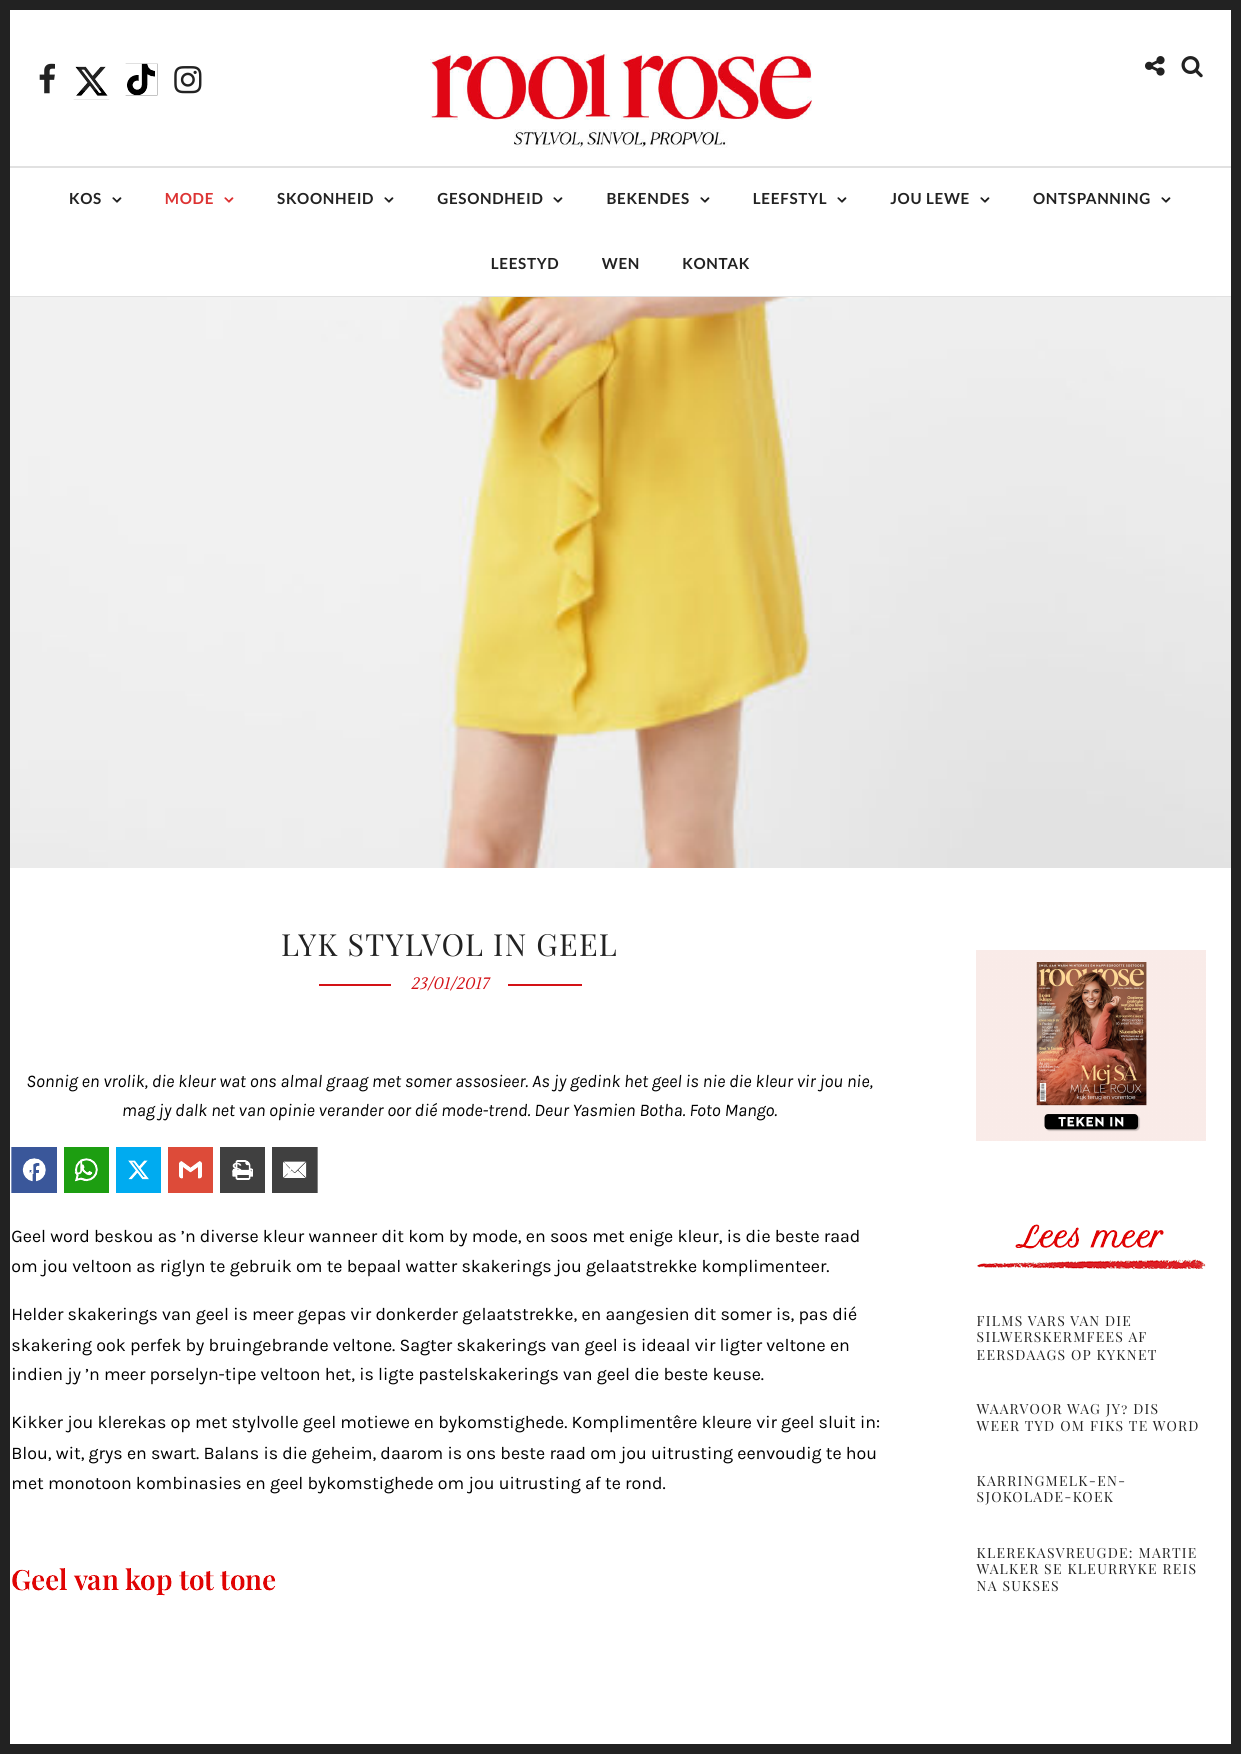 rooi rose
STYLVOL, SINVOL, PROPVOL.
KOS MODE SKOONHEID GESONDHEID BEKENDES LEEFSTYL JOU LEWE ONTSPANNING
LEESTYD WEN KONTAK
LYK STYLVOL IN GEEL
23/01/2017
Sonnig en vrolik, die kleur wat ons almal graag met somer assosieer. As jy gedink het geel is nie die kleur vir jou nie,
mag jy dalk net van opinie verander oor dié mode-trend. Deur Yasmien Botha. Foto Mango.
Geel word beskou as ’n diverse kleur wanneer dit kom by mode, en soos met enige kleur, is die beste raad
om jou veltoon as riglyn te gebruik om te bepaal watter skakerings jou gelaatstrekke komplimenteer.
Helder skakerings van geel is meer gepas vir donkerder gelaatstrekke, en aangesien dit somer is, pas dié
skakering ook perfek by bruingebrande veltone. Sagter skakerings van geel is ideaal vir ligter veltone en
indien jy ’n meer porselyn-tipe veltoon het, is ligte pastelskakerings van geel die beste keuse.
Kikker jou klerekas op met stylvolle geel motiewe en bykomstighede. Komplimentêre kleure vir geel sluit in:
Blou, wit, grys en swart. Balans is die geheim, daarom is ons beste raad om jou uitrusting eenvoudig te hou
met monotoon kombinasies en geel bykomstighede om jou uitrusting af te rond.
Geel van kop tot tone
rooi rose
Mej SA
MIA LE ROUX
TEKEN IN
Lees meer
FILMS VARS VAN DIE
SILWERSKERMFEES AF
EERSDAAGS OP KYKNET
WAARVOOR WAG JY? DIS
WEER TYD OM FIKS TE WORD
KARRINGMELK-EN-
SJOKOLADE-KOEK
KLEREKASVREUGDE: MARTIE
WALKER SE KLEURRYKE REIS
NA SUKSES